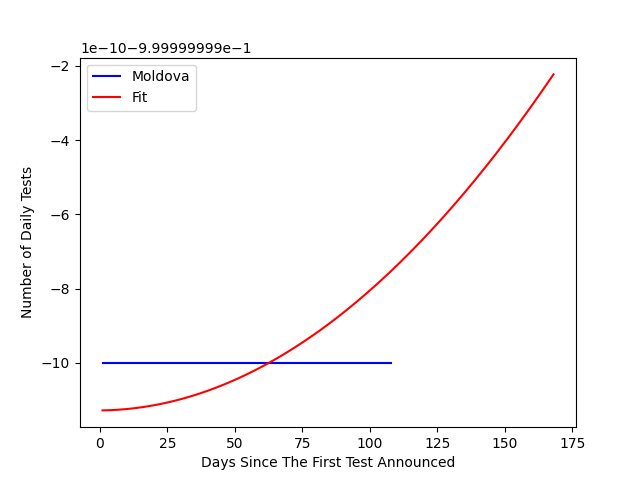 1e−10−9.99999999e−1
Moldova
Fit
Number of Daily Tests
−2
−4
−6
−8
−10
0 25 50 75 100 125 150 175
Days Since The First Test Announced